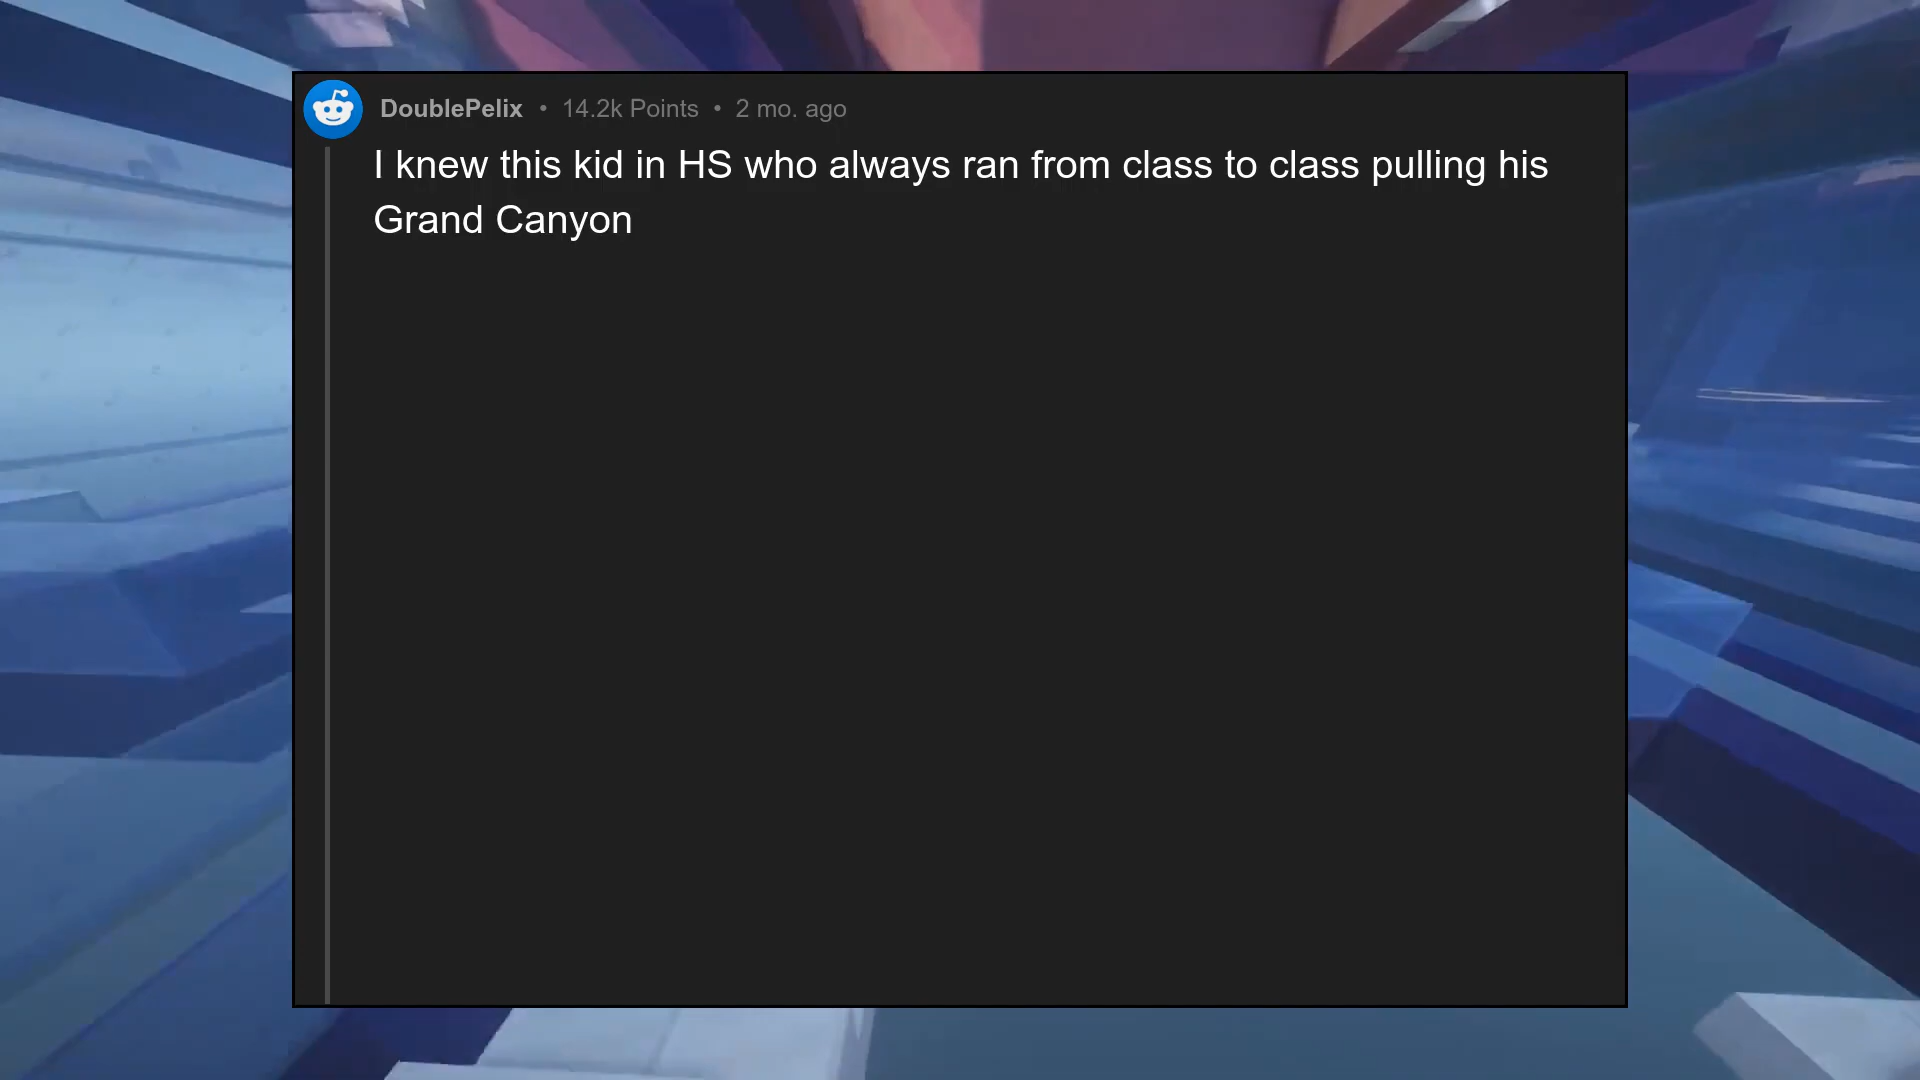 DoublePelix • 14.2k Points • 2 mo. ago
I knew this kid in HS who always ran from class to class pulling his
Grand Canyon